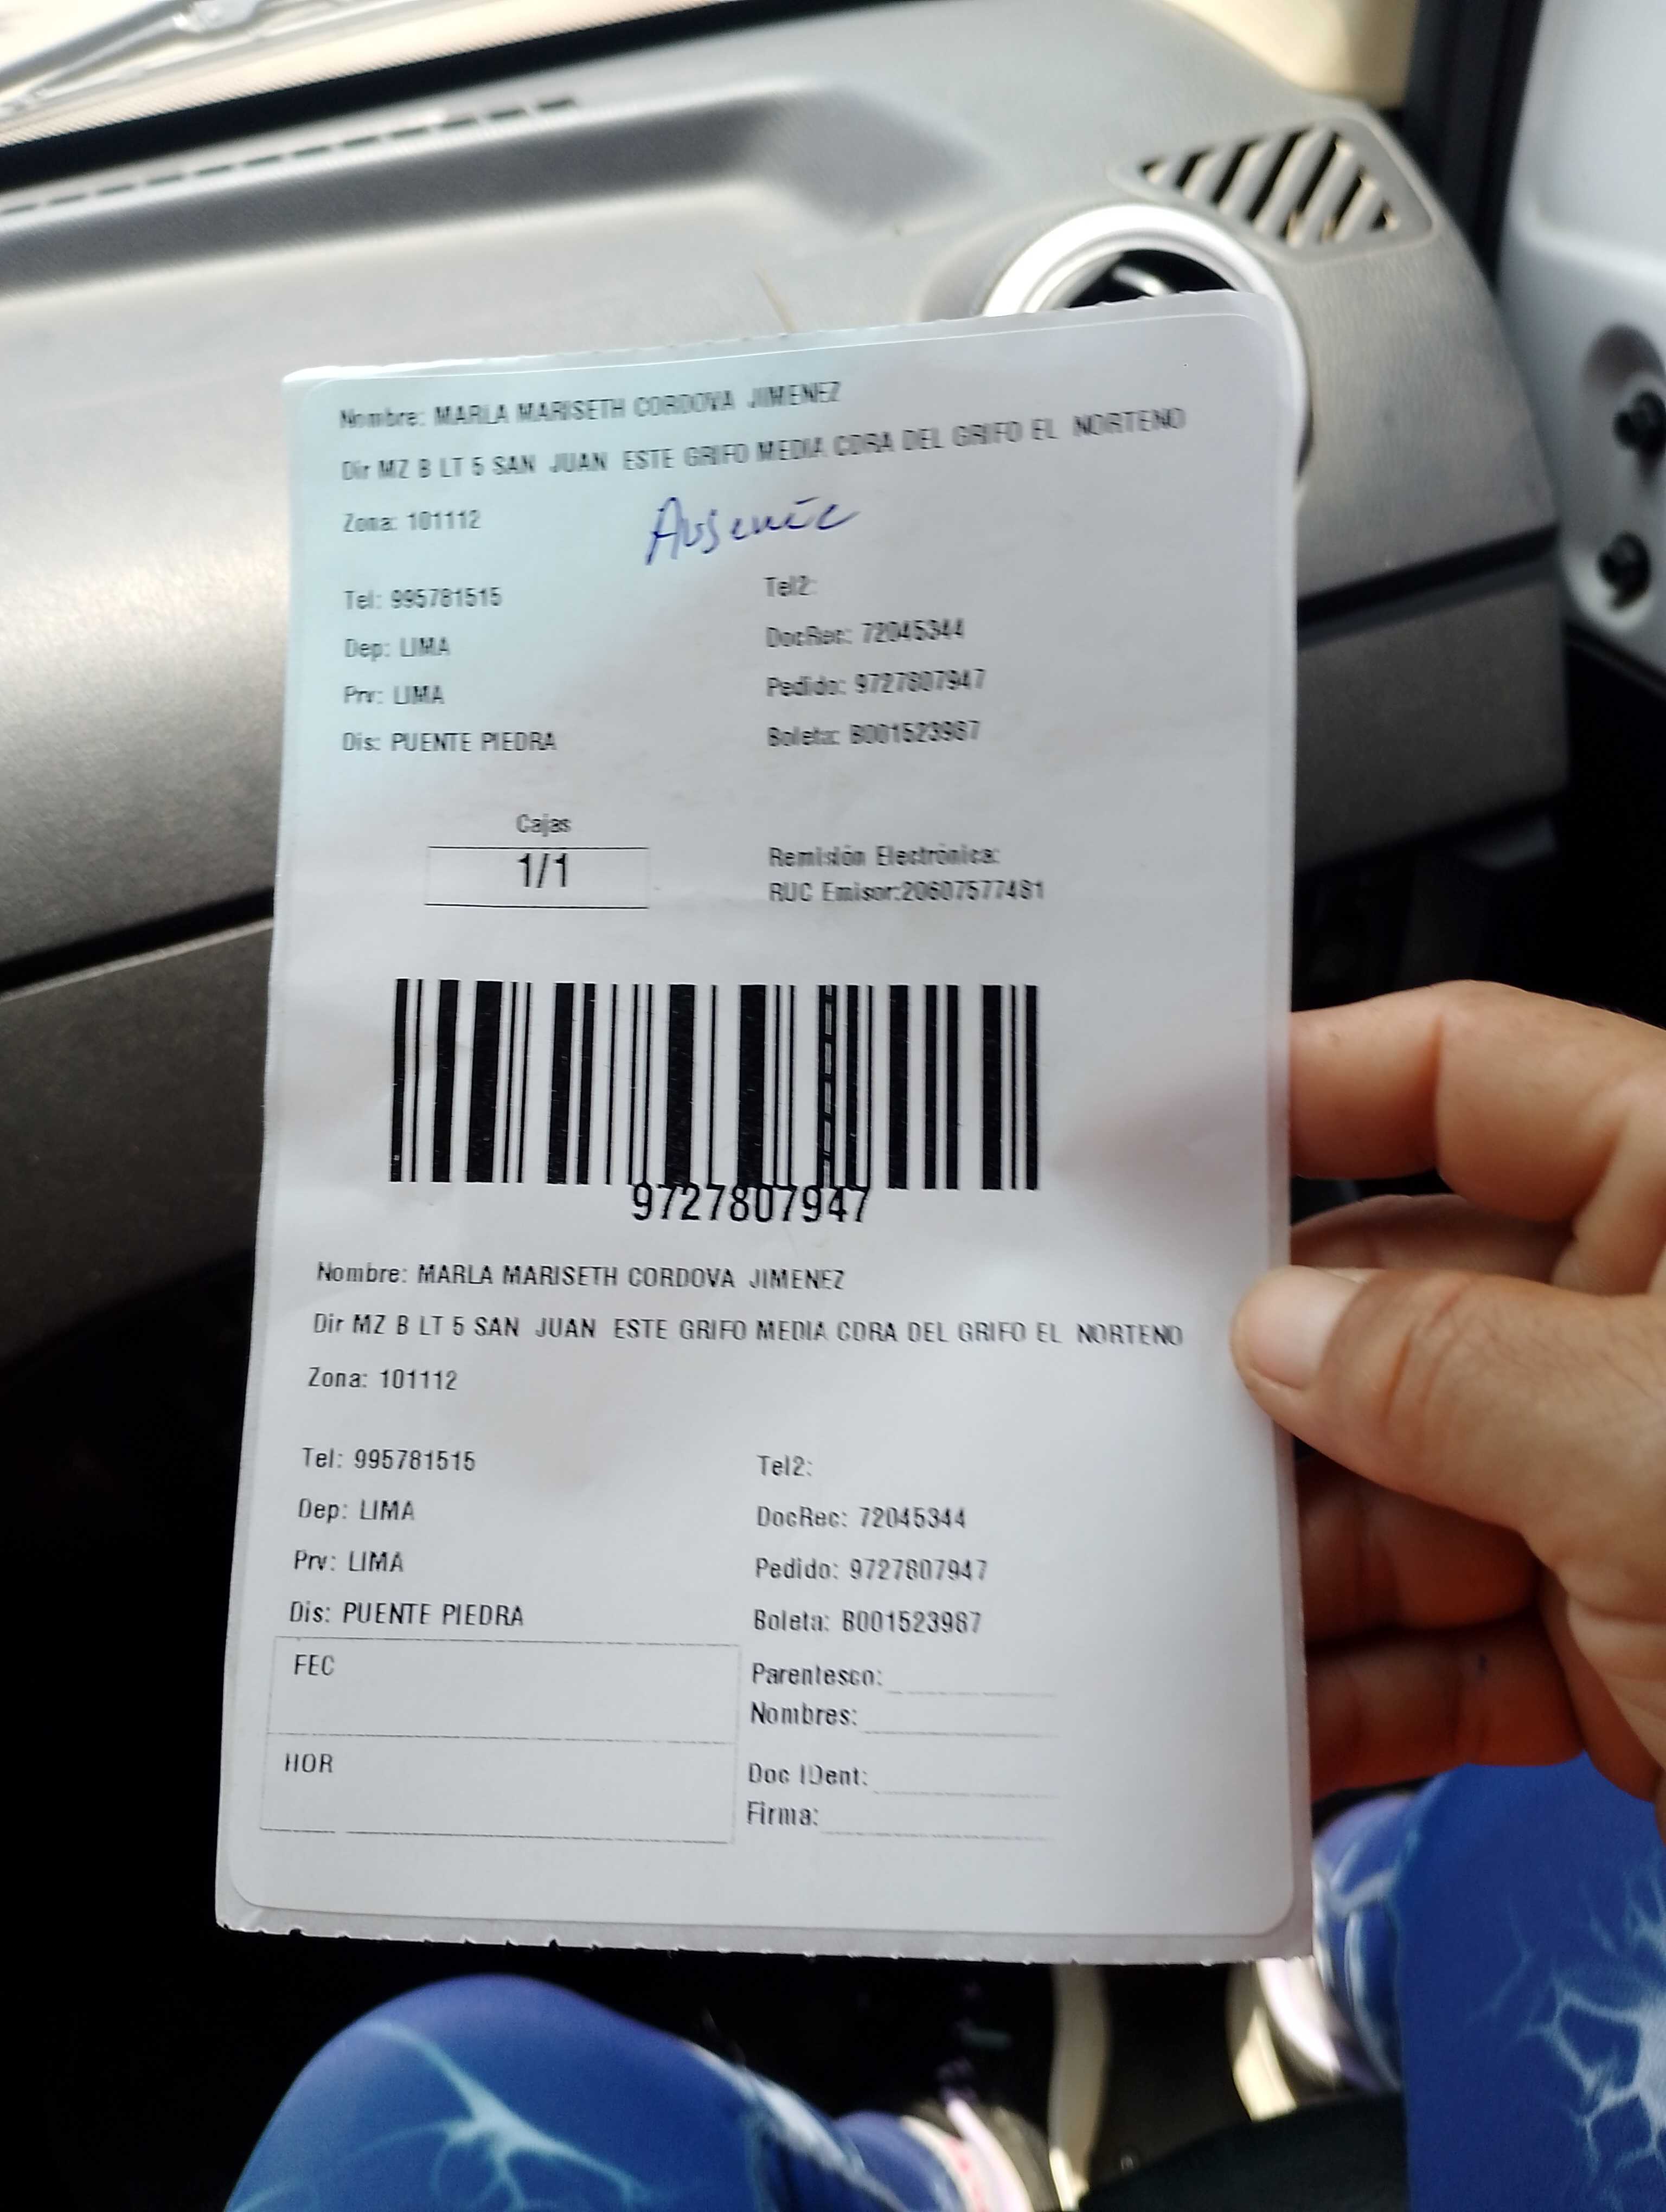 Nombre: MARLA MARISETH CORDOVA JIMENEZ
Dir MZ B LT 5 SAN JUAN ESTE GRIFO MEDIA CDRA DEL GRIFO EL NORTENO
Zona: 101112
Ausente
Tel: 995781515 Tel2:
Dep: LIMA DocRec: 72045344
Prv: LIMA Pedido: 9727807947
Dis: PUENTE PIEDRA Boleta: B001523987
Cajas
1/1
Remisión Electrónica:
RUC Emisor:20607577481
9727807947
Nombre: MARLA MARISETH CORDOVA JIMENEZ
Dir MZ B LT 5 SAN JUAN ESTE GRIFO MEDIA CDRA DEL GRIFO EL NORTENO
Zona: 101112
Tel: 995781515 Tel2:
Dep: LIMA DocRec: 72045344
Prv: LIMA Pedido: 9727807947
Dis: PUENTE PIEDRA Boleta: B001523987
FEC
Parentesco:
Nombres:
HOR
Doc IDent:
Firma: